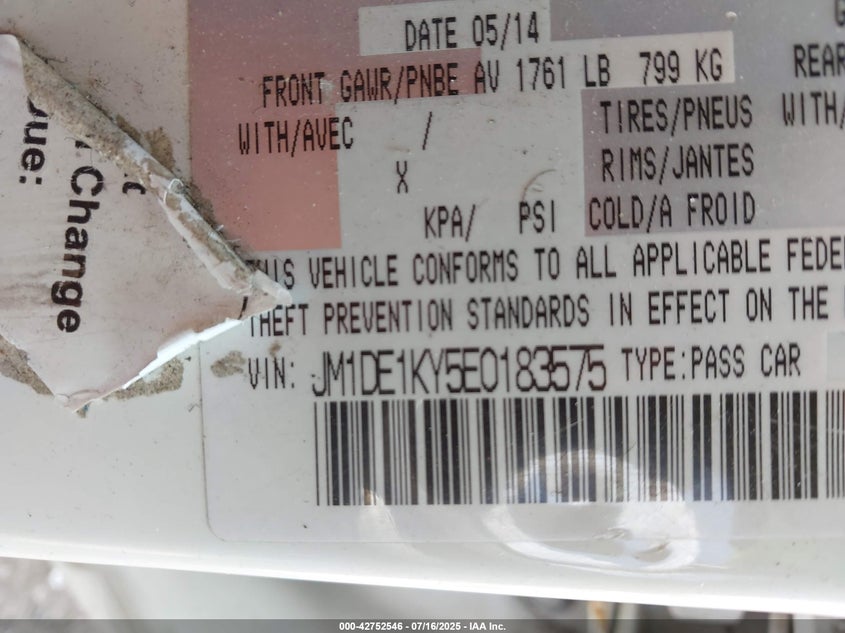 DATE 05/14
FRONT GAWR/PNBE AV 1761 LB 799 KG REAR
WITH/AVEC / TIRES/PNEUS WITH/
X RIMS/JANTES
KPA/ PSI COLD/A FROID
THIS VEHICLE CONFORMS TO ALL APPLICABLE FEDE
THEFT PREVENTION STANDARDS IN EFFECT ON THE
VIN: JM1DE1KY5E0183575 TYPE:PASS CAR
Change
Due:
000-42752546 - 07/16/2025 - IAA Inc.